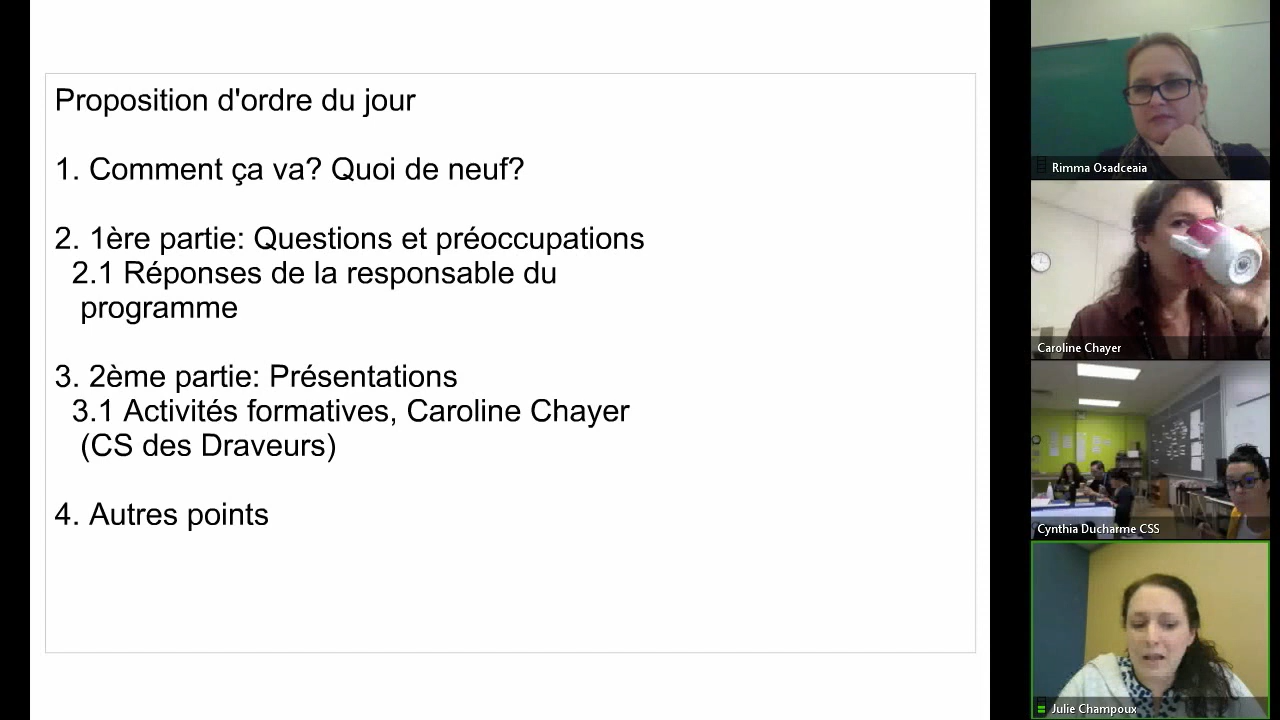 Proposition d'ordre du jour
1. Comment ça va? Quoi de neuf?
2. 1ère partie: Questions et préoccupations
2.1 Réponses de la responsable du
programme
3. 2ème partie: Présentations
3.1 Activités formatives, Caroline Chayer
(CS des Draveurs)
4. Autres points
Rimma Osadceaia
Caroline Chayer
Cynthia Ducharme CSS
Julie Champoux